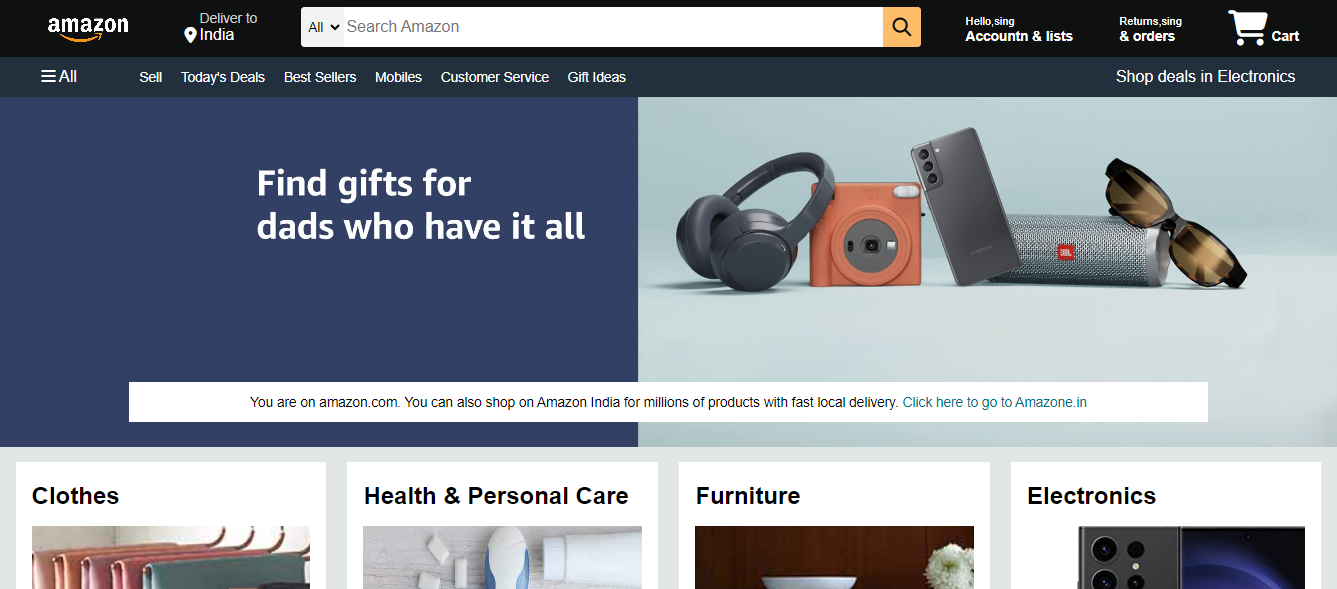 amazon
Deliver to
India
All
Search Amazon
Hello,sing
Accountn & lists
Returns,sing
& orders
Cart
All
Sell
Today's Deals
Best Sellers
Mobiles
Customer Service
Gift Ideas
Shop deals in Electronics
Find gifts for
dads who have it all
SAMSUNG
JBL
You are on amazon.com. You can also shop on Amazon India for millions of products with fast local delivery. Click here to go to Amazone.in
Clothes
Health & Personal Care
Furniture
Electronics